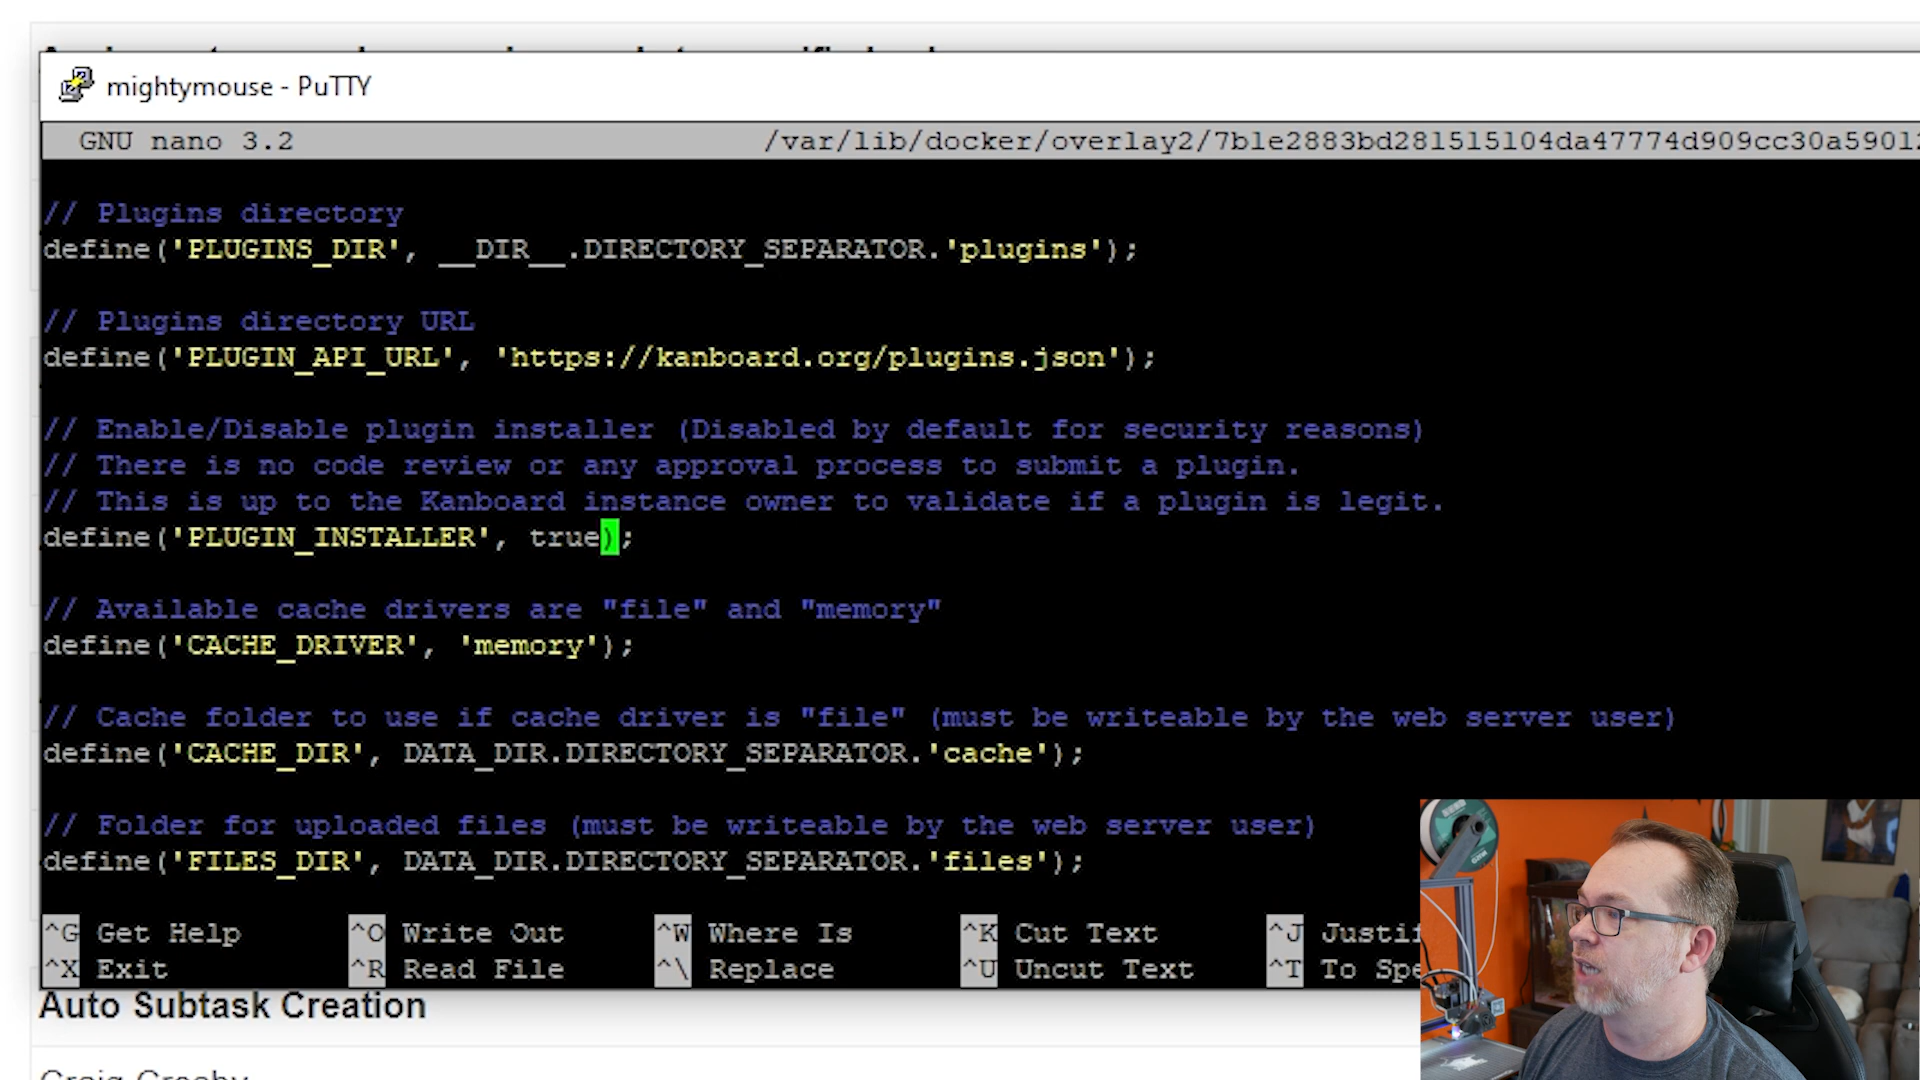 mightymouse - PuTTY
GNU nano 3.2 /var/lib/docker/overlay2/7b1e2883bd281515104da47774d909cc30a59012
// Plugins directory
define('PLUGINS_DIR', __DIR__.DIRECTORY_SEPARATOR.'plugins');
// Plugins directory URL
define('PLUGIN_API_URL', 'https://kanboard.org/plugins.json');
// Enable/Disable plugin installer (Disabled by default for security reasons)
// There is no code review or any approval process to submit a plugin.
// This is up to the Kanboard instance owner to validate if a plugin is legit.
define('PLUGIN_INSTALLER', true);
// Available cache drivers are "file" and "memory"
define('CACHE_DRIVER', 'memory');
// Cache folder to use if cache driver is "file" (must be writeable by the web server user)
define('CACHE_DIR', DATA_DIR.DIRECTORY_SEPARATOR.'cache');
// Folder for uploaded files (must be writeable by the web server user)
define('FILES_DIR', DATA_DIR.DIRECTORY_SEPARATOR.'files');
^G Get Help ^O Write Out ^W Where Is ^K Cut Text ^J Justif
^X Exit ^R Read File ^\ Replace ^U Uncut Text ^T To Spe
Auto Subtask Creation
Craig Crosby